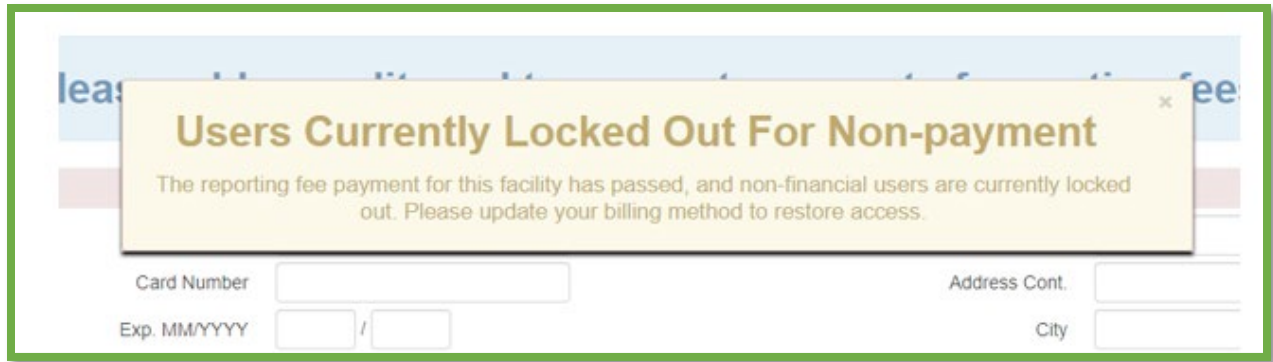 Users Currently Locked Out For Non-payment
×
The reporting fee payment for this facility has passed, and non-financial users are currently locked
out. Please update your billing method to restore access.
Card Number
Address Cont.
Exp. MM/YYYY
/
City